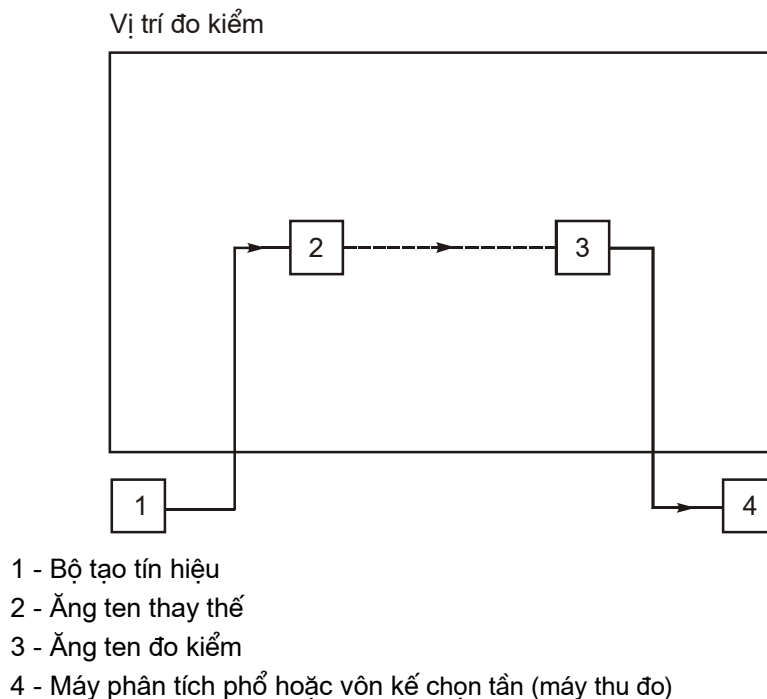 Vị trí đo kiểm
2
3
1
4
1 - Bộ tạo tín hiệu
2 - Ăng ten thay thế
3 - Ăng ten đo kiểm
4 - Máy phân tích phổ hoặc vôn kế chọn tần (máy thu đo)